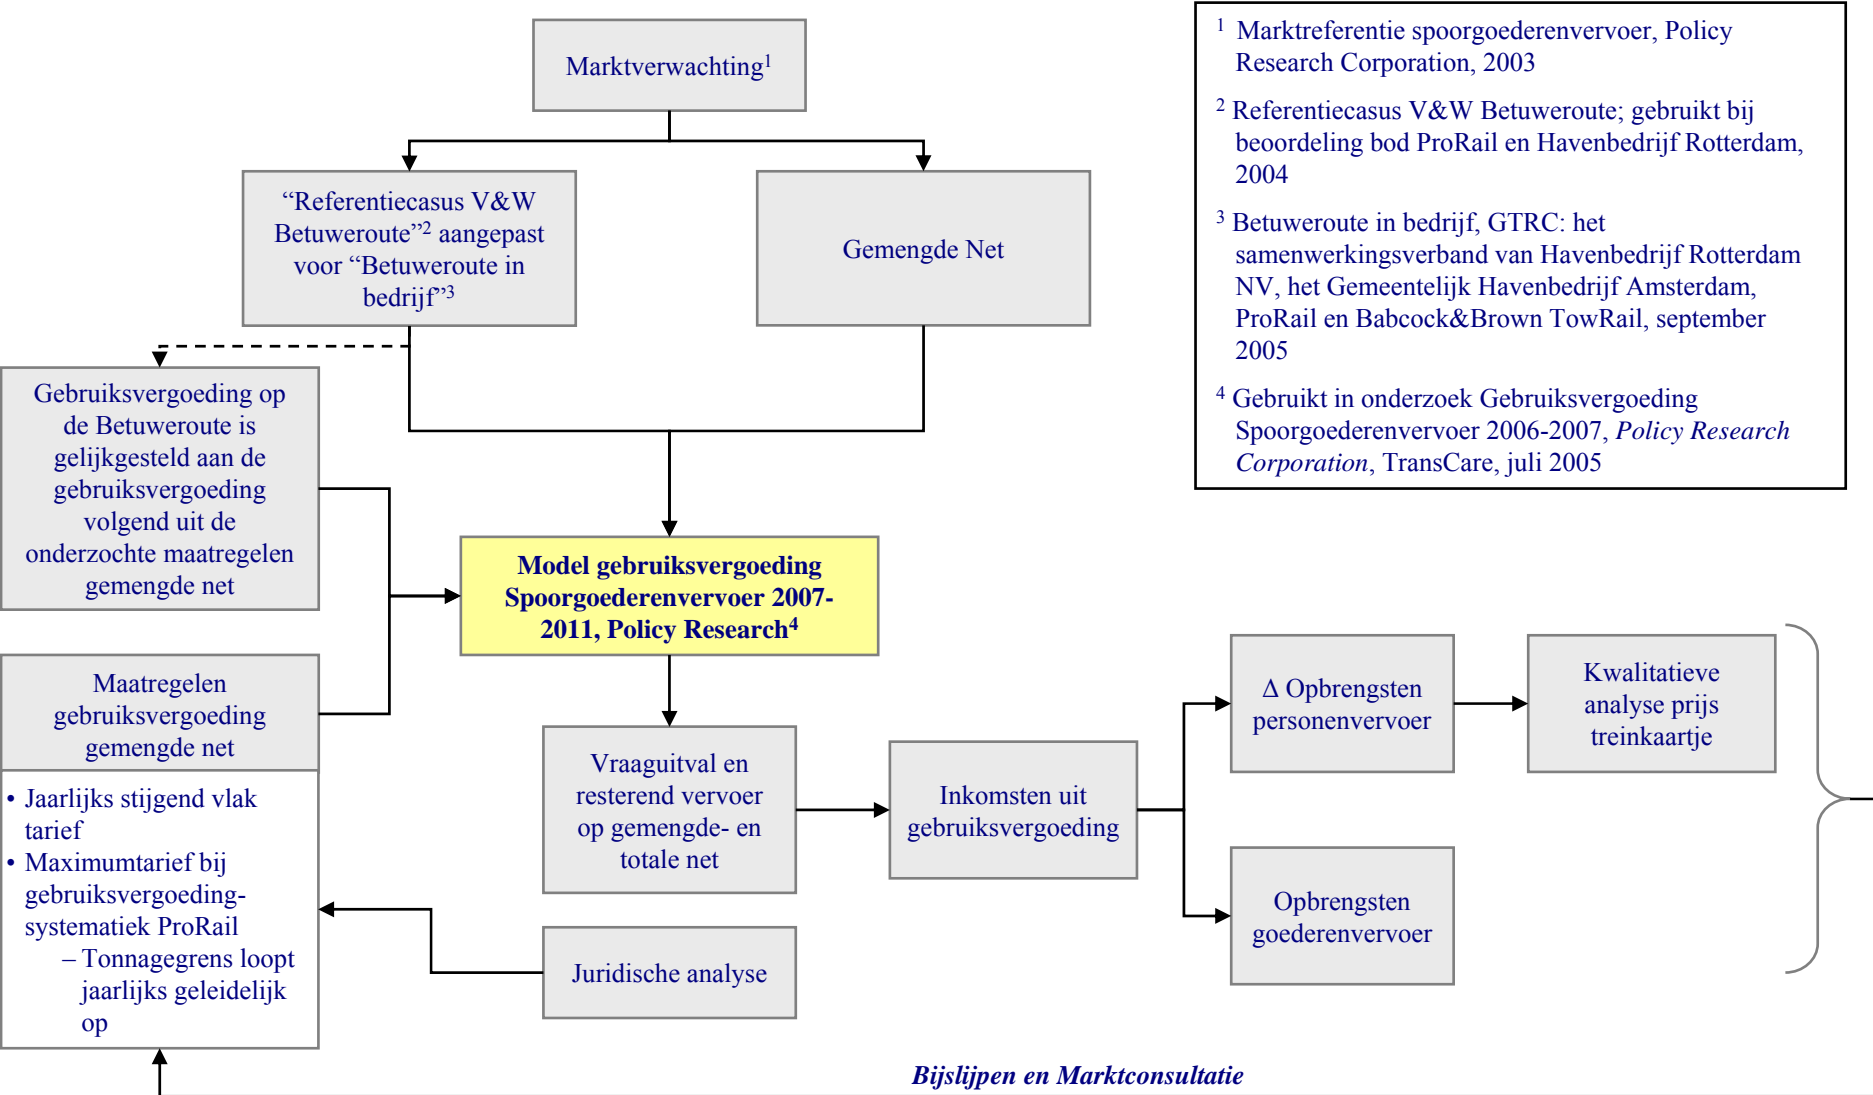 Marktverwachting¹
“Referentiecasus V&W
Betuweroute”² aangepast
voor “Betuweroute in
bedrijf”³
Gemengde Net
¹ Marktreferentie spoorgoederenvervoer, Policy
Research Corporation, 2003
² Referentiecasus V&W Betuweroute; gebruikt bij
beoordeling bod ProRail en Havenbedrijf Rotterdam,
2004
³ Betuweroute in bedrijf, GTRC: het
samenwerkingsverband van Havenbedrijf Rotterdam
NV, het Gemeentelijk Havenbedrijf Amsterdam,
ProRail en Babcock&Brown TowRail, september
2005
⁴ Gebruikt in onderzoek Gebruiksvergoeding
Spoorgoederenvervoer 2006-2007, Policy Research
Corporation, TransCare, juli 2005
Gebruiksvergoeding op
de Betuweroute is
gelijkgesteld aan de
gebruiksvergoeding
volgend uit de
onderzochte maatregelen
gemengde net
Model gebruiksvergoeding
Spoorgoederenvervoer 2007-
2011, Policy Research⁴
Maatregelen
gebruiksvergoeding
gemengde net
• Jaarlijks stijgend vlak
tarief
• Maximumtarief bij
gebruiksvergoeding-
systematiek ProRail
– Tonnagegrens loopt
jaarlijks geleidelijk
op
Vraaguitval en
resterend vervoer
op gemengde- en
totale net
Juridische analyse
Inkomsten uit
gebruiksvergoeding
Δ Opbrengsten
personenvervoer
Kwalitatieve
analyse prijs
treinkaartje
Opbrengsten
goederenvervoer
Bijslijpen en Marktconsultatie